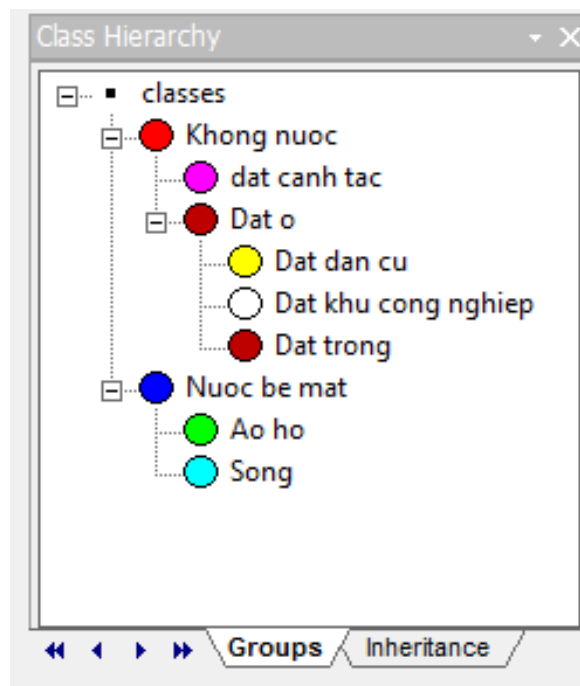 Class Hierarchy
classes
Khong nuoc
dat canh tac
Dat o
Dat dan cu
Dat khu cong nghiep
Dat trong
Nuoc be mat
Ao ho
Song
Groups Inheritance